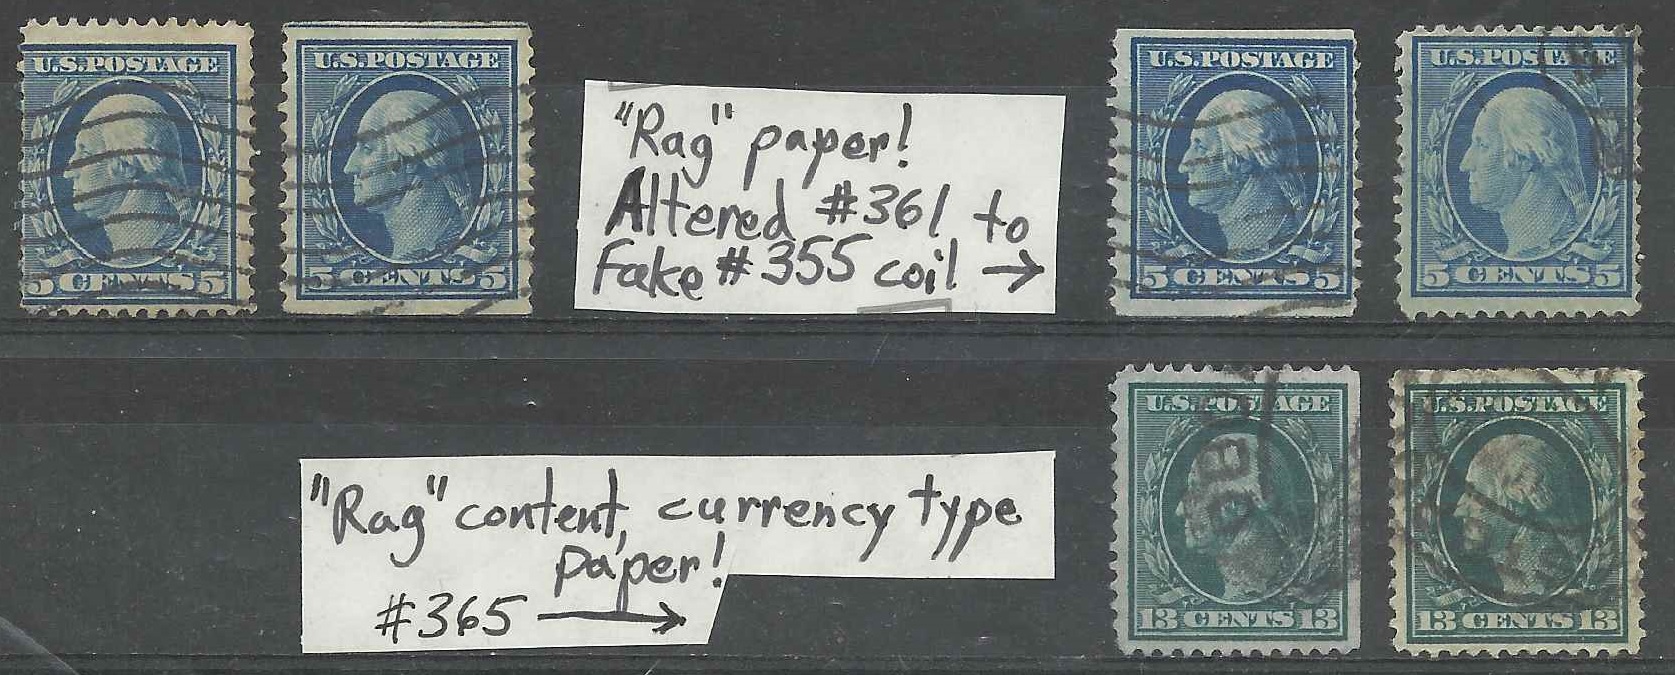 U.S.POSTAGE
5 CENTS 5
U.S.POSTAGE
5 CENTS 5
"Rag" paper!
Altered #361 to
Fake #355 coil →
U.S.POSTAGE
5 CENTS 5
U.S.POSTAGE
5 CENTS 5
"Rag" content, currency type
paper!
#365 →
U.S.POSTAGE
13 CENTS 13
U.S.POSTAGE
13 CENTS 13